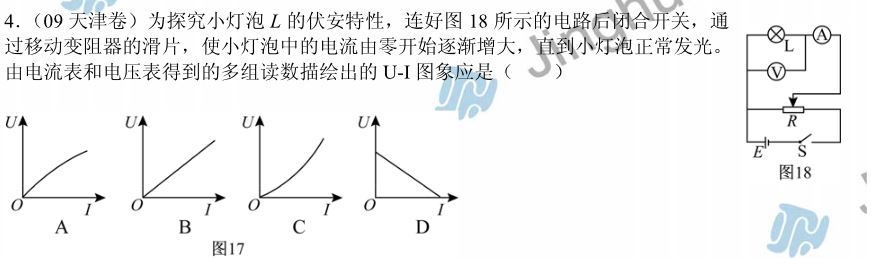 4.（09 天津卷）为探究小灯泡 L 的伏安特性，连好图 18 所示的电路后闭合开关，通
过移动变阻器的滑片，使小灯泡中的电流由零开始逐渐增大，直到小灯泡正常发光。
由电流表和电压表得到的多组读数描绘出的 U-I 图象应是（ ）
U
O
I
A
U
O
I
B
U
O
I
C
U
O
I
D
图17
L
A
V
R
E
S
图18